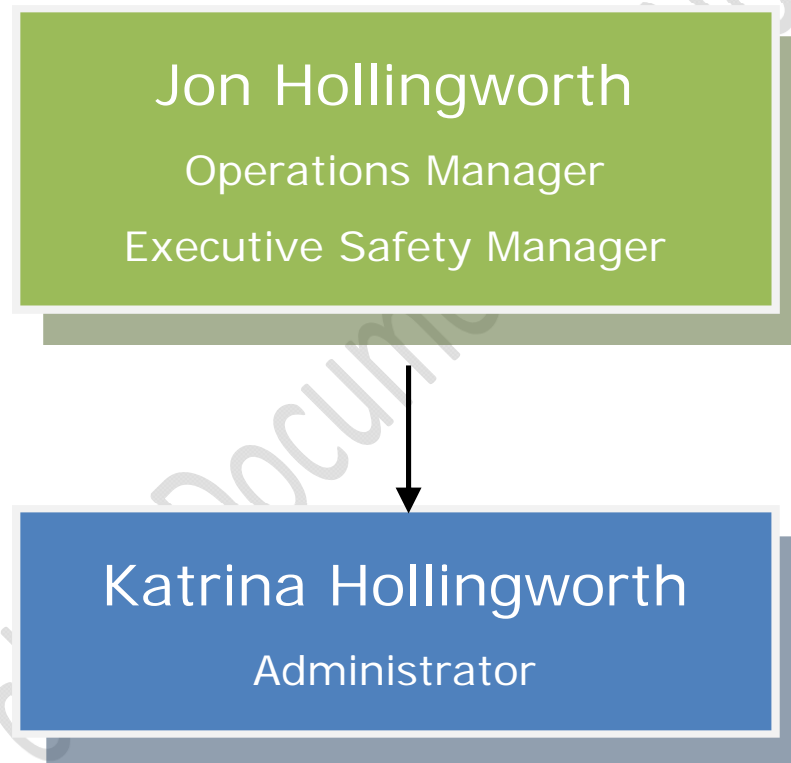 Jon Hollingworth
Operations Manager
Executive Safety Manager
Katrina Hollingworth
Administrator